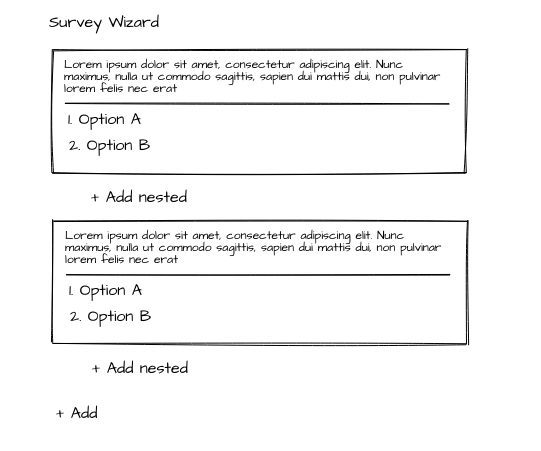 Survey Wizard
Lorem ipsum dolor sit amet, consectetur adipiscing elit. Nunc
maximus, nulla ut commodo sagittis, sapien dui mattis dui, non pulvinar
lorem felis nec erat
1. Option A
2. Option B
+ Add nested
Lorem ipsum dolor sit amet, consectetur adipiscing elit. Nunc
maximus, nulla ut commodo sagittis, sapien dui mattis dui, non pulvinar
lorem felis nec erat
1. Option A
2. Option B
+ Add nested
+ Add